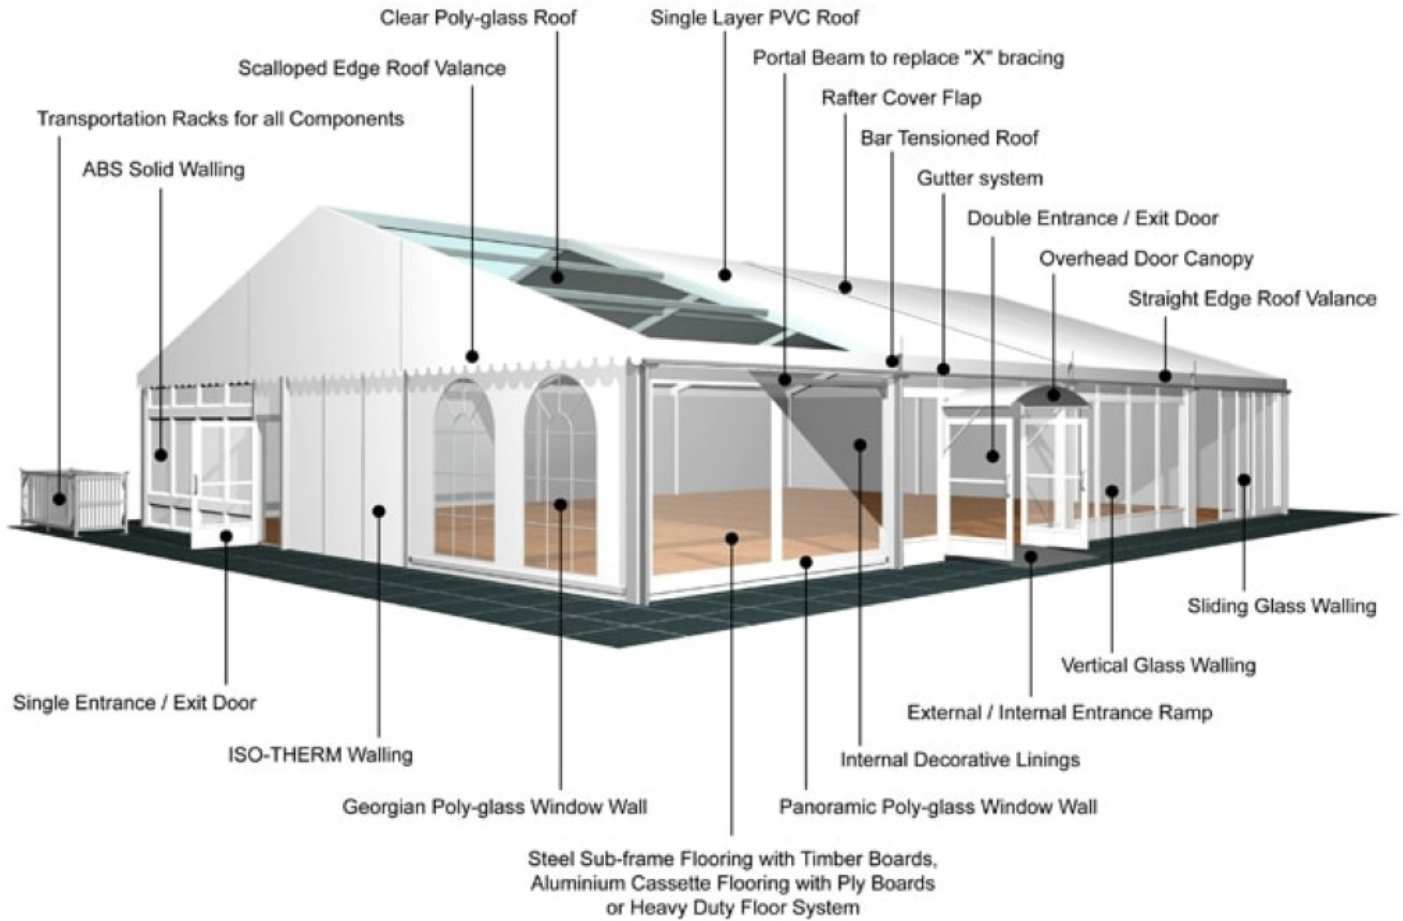 Clear Poly-glass Roof
Single Layer PVC Roof
Scalloped Edge Roof Valance
Portal Beam to replace "X" bracing
Rafter Cover Flap
Transportation Racks for all Components
Bar Tensioned Roof
ABS Solid Walling
Gutter system
Double Entrance / Exit Door
Overhead Door Canopy
Straight Edge Roof Valance
Sliding Glass Walling
Vertical Glass Walling
Single Entrance / Exit Door
External / Internal Entrance Ramp
ISO-THERM Walling
Internal Decorative Linings
Georgian Poly-glass Window Wall
Panoramic Poly-glass Window Wall
Steel Sub-frame Flooring with Timber Boards,
Aluminium Cassette Flooring with Ply Boards
or Heavy Duty Floor System